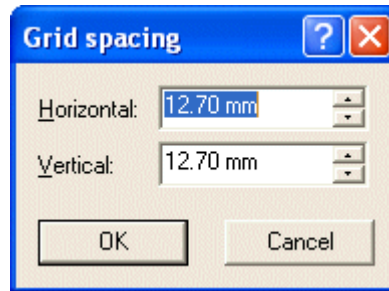 Grid spacing
Horizontal: 12.70 mm
Vertical: 12.70 mm
OK Cancel